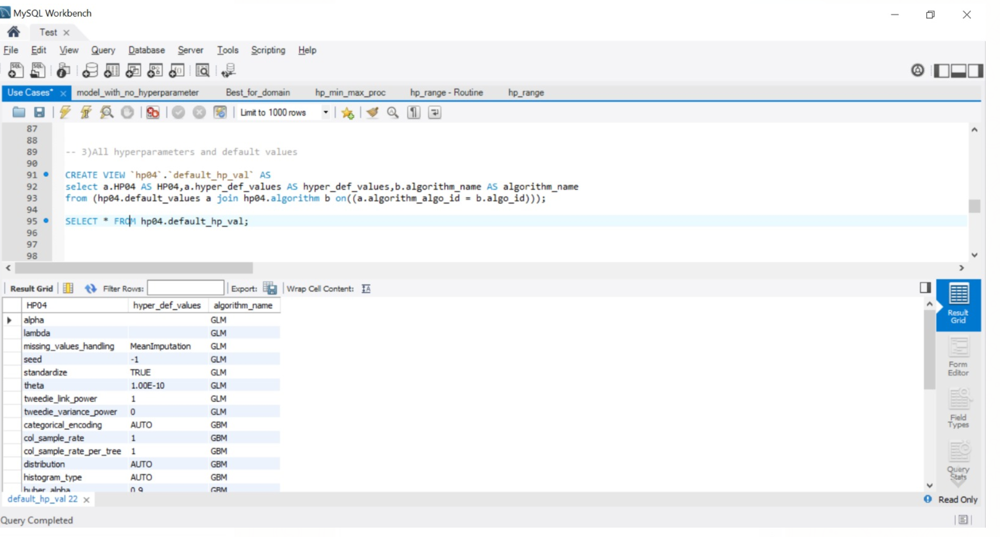 MySQL Workbench
Test
File Edit View Query Database Server Tools Scripting Help
Use Cases* model_with_no_hyperparameter Best_for_domain hp_min_max_proc hp_range - Routine hp_range
Limit to 1000 rows
87
88
89 -- 3)All hyperparameters and default values
90
91 CREATE VIEW `hp04`.`default_hp_val` AS
92 select a.HP04 AS HP04,a.hyper_def_values AS hyper_def_values,b.algorithm_name AS algorithm_name
93 from (hp04.default_values a join hp04.algorithm b on((a.algorithm_algo_id = b.algo_id)));
94
95 SELECT * FROM hp04.default_hp_val;
96
97
98
Result Grid Filter Rows: Export: Wrap Cell Content:
HP04 hyper_def_values algorithm_name
alpha GLM
lambda GLM
missing_values_handling MeanImputation GLM
seed -1 GLM
standardize TRUE GLM
theta 1.00E-10 GLM
tweedie_link_power 1 GLM
tweedie_variance_power 0 GLM
categorical_encoding AUTO GBM
col_sample_rate 1 GBM
col_sample_rate_per_tree 1 GBM
distribution AUTO GBM
histogram_type AUTO GBM
huber_alpha 0.9 GBM
Result
Grid
Form
Editor
Field
Types
Query
Stats
default_hp_val 22
Read Only
Query Completed